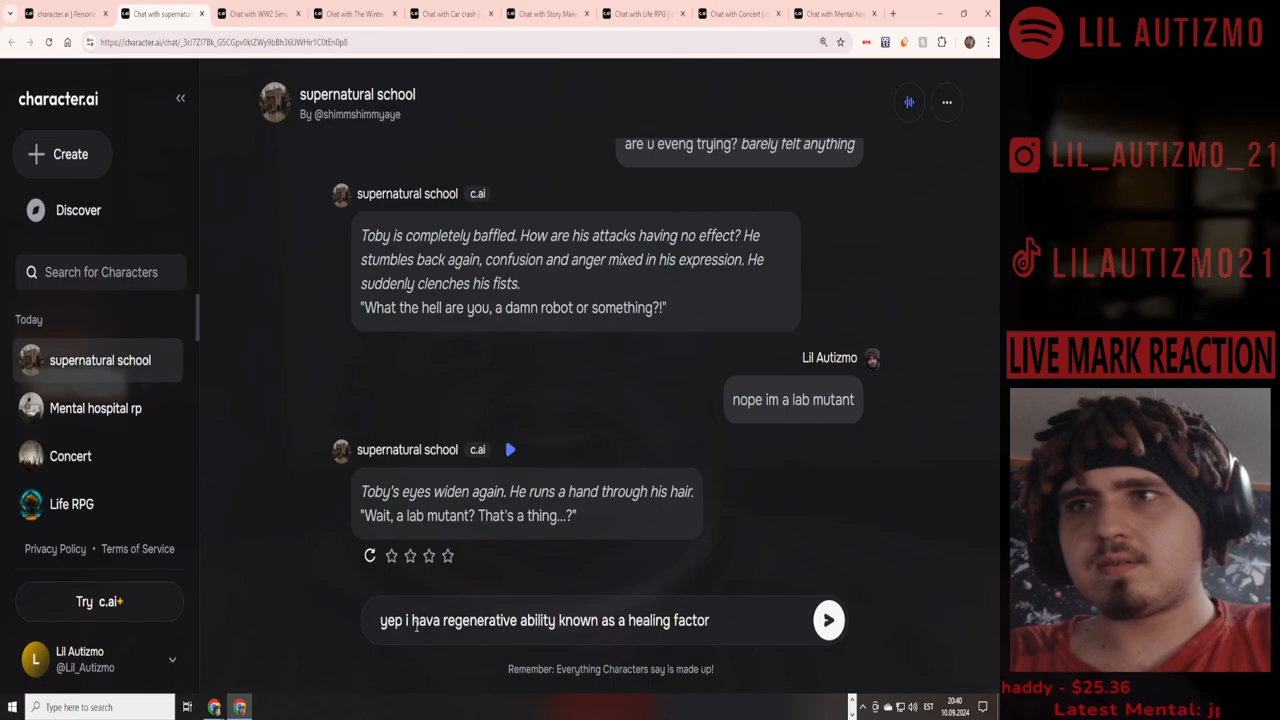 character.ai | Persona
Chat with supernatur
Chat with WW2 Simu
Chat with The Winte
Chat with Car crash |
Chat with Story Make
Chat with Life RPG | c
Chat with Concert | c
Chat with Mental hos
https://character.ai/chat/_3rJ7Zl7Bk_GSCGpv0klZWy9bBh36UWHir1C0tEn0p8
character.ai
Create
Discover
Search for Characters
Today
supernatural school
Mental hospital rp
Concert
Life RPG
Privacy Policy • Terms of Service
Try c.ai+
L
Lil Autizmo
@Lil_Autizmo
supernatural school
By @shimmshimmyaye
are u eveng trying? barely felt anything
supernatural school c.ai
Toby is completely baffled. How are his attacks having no effect? He
stumbles back again, confusion and anger mixed in his expression. He
suddenly clenches his fists.
"What the hell are you, a damn robot or something?!"
Lil Autizmo
nope im a lab mutant
supernatural school c.ai
Toby's eyes widen again. He runs a hand through his hair.
"Wait, a lab mutant? That's a thing...?"
yep i hava regenerative ability known as a healing factor
Remember: Everything Characters say is made up!
Type here to search
EST
20:40
10.09.2024
LIL AUTIZMO
LIL_AUTIZMO_21
LILAUTIZMO21
LIVE MARK REACTION
haddy - $25.36
Latest Mental: j